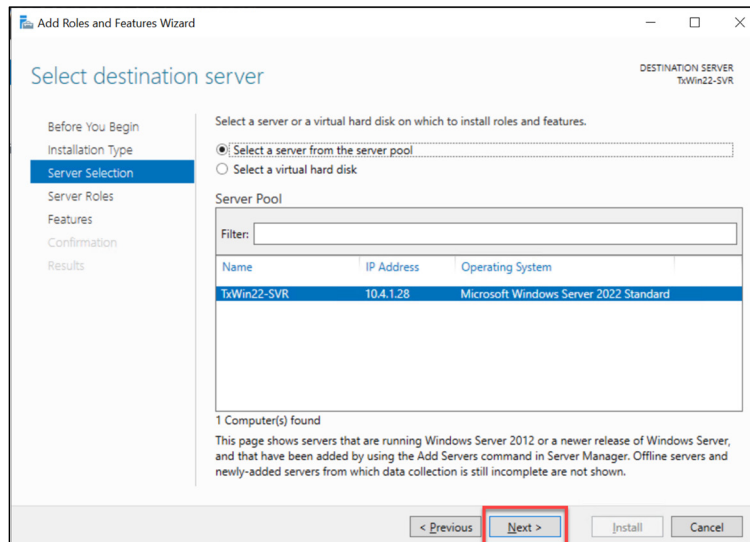 Add Roles and Features Wizard
Select destination server
DESTINATION SERVER
TxWin22-SVR
Before You Begin
Installation Type
Server Selection
Server Roles
Features
Confirmation
Results
Select a server or a virtual hard disk on which to install roles and features.
Select a server from the server pool
Select a virtual hard disk
Server Pool
Filter:
Name IP Address Operating System
TxWin22-SVR 10.4.1.28 Microsoft Windows Server 2022 Standard
1 Computer(s) found
This page shows servers that are running Windows Server 2012 or a newer release of Windows Server,
and that have been added by using the Add Servers command in Server Manager. Offline servers and
newly-added servers from which data collection is still incomplete are not shown.
< Previous Next > Install Cancel